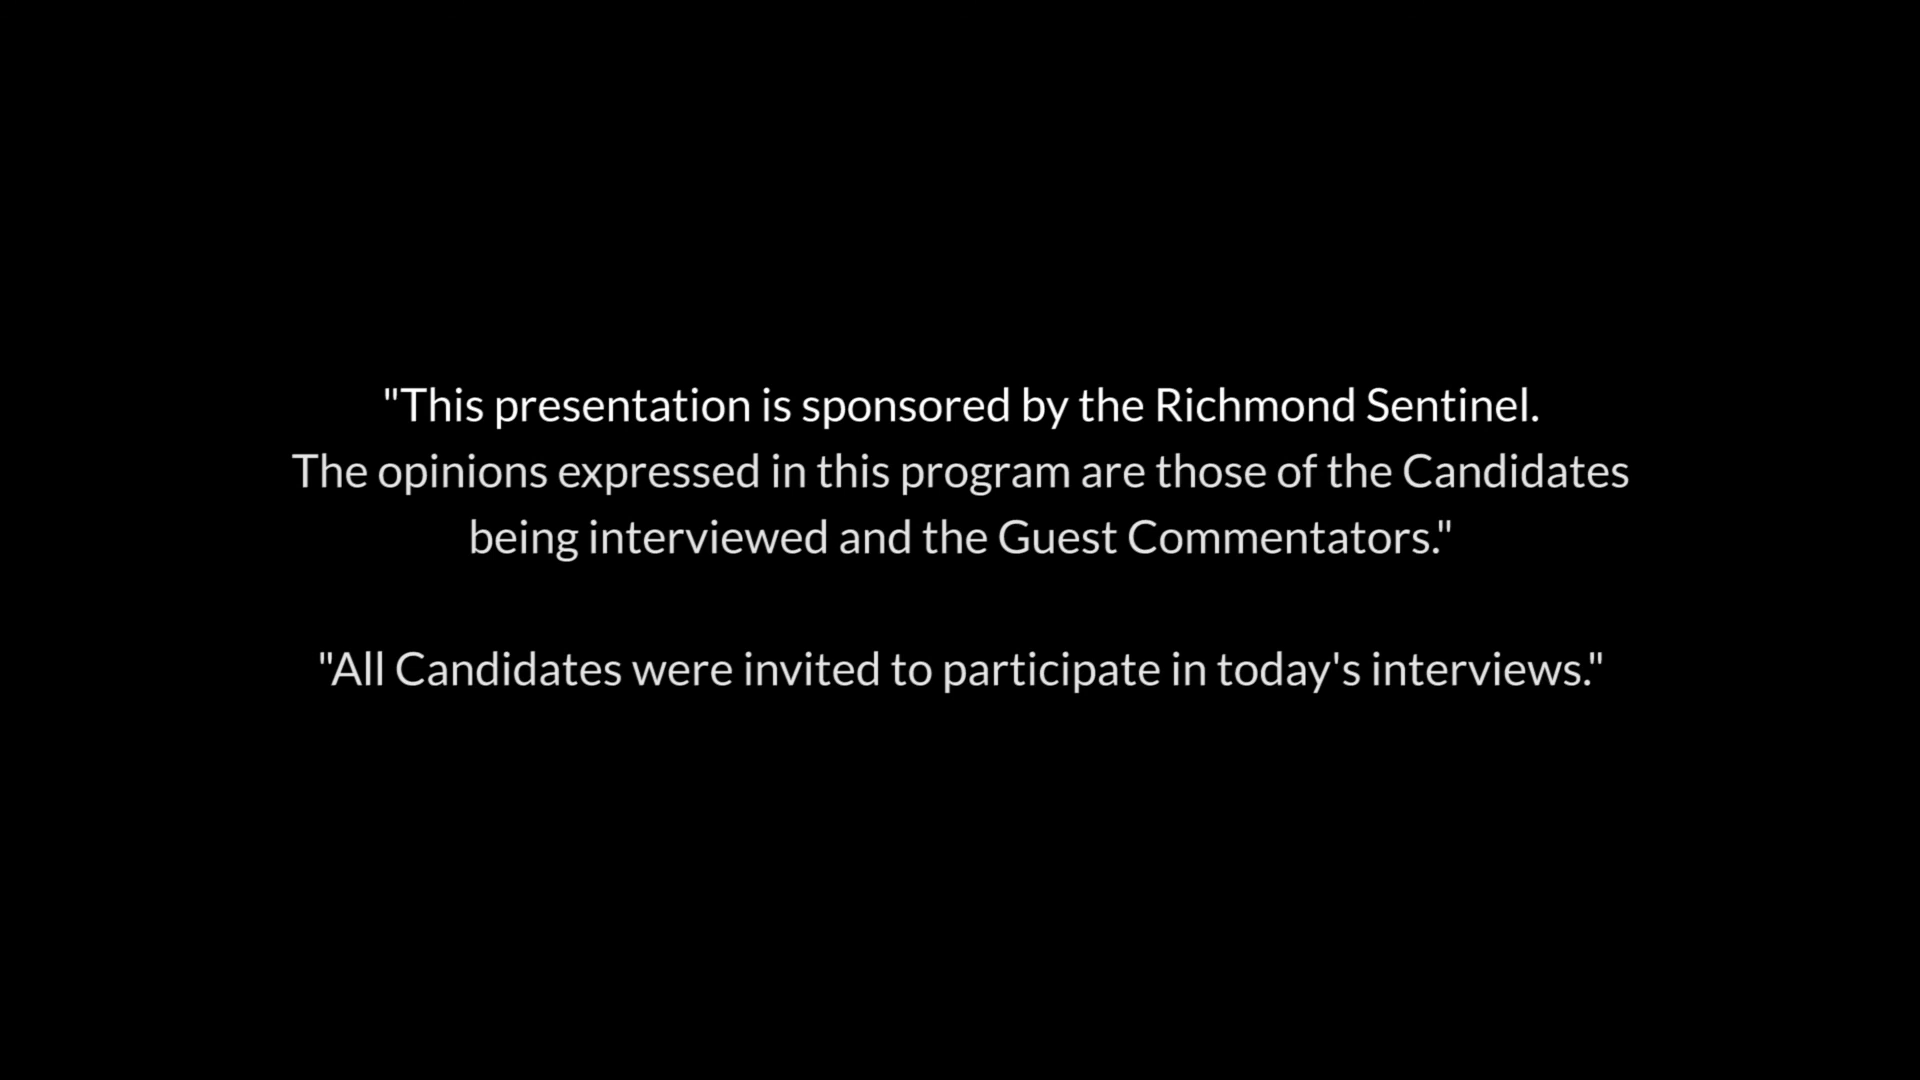 "This presentation is sponsored by the Richmond Sentinel.
The opinions expressed in this program are those of the Candidates
being interviewed and the Guest Commentators."
"All Candidates were invited to participate in today's interviews."